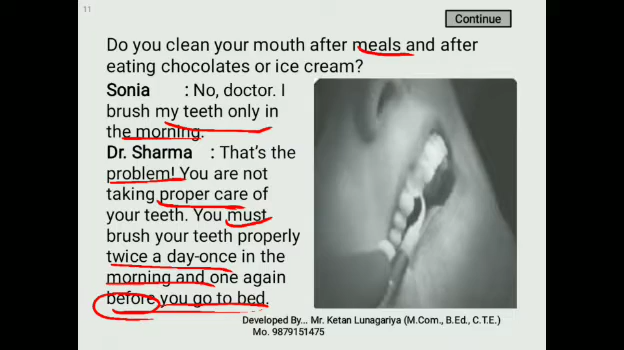 11
Continue
Do you clean your mouth after meals and after
eating chocolates or ice cream?
Sonia : No, doctor. I
brush my teeth only in
the morning.
Dr. Sharma : That's the
problem! You are not
taking proper care of
your teeth. You must
brush your teeth properly
twice a day-once in the
morning and one again
before you go to bed.
Developed By... Mr. Ketan Lunagariya (M.Com., B.Ed., C.T.E.)
Mo. 9879151475